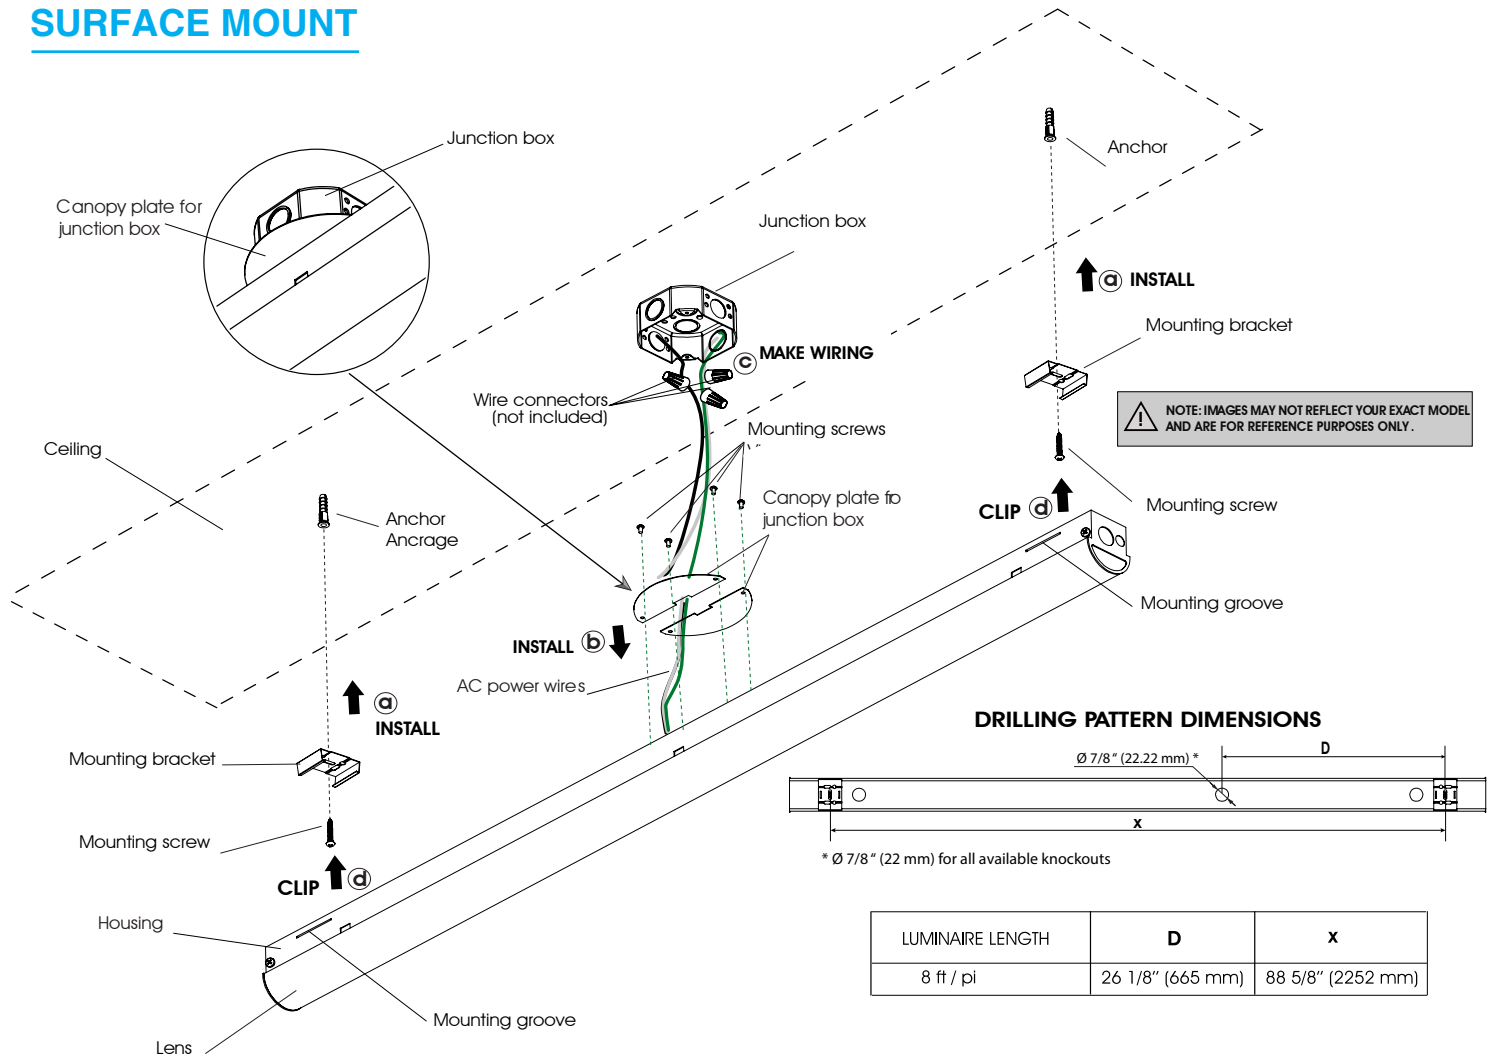 SURFACE MOUNT
Junction box
Canopy plate for
junction box
Anchor
Junction box
ⓐ INSTALL
Mounting bracket
ⓒ MAKE WIRING
Wire connectors
(not included)
NOTE: IMAGES MAY NOT REFLECT YOUR EXACT MODEL
AND ARE FOR REFERENCE PURPOSES ONLY.
Mounting screws
Ceiling
Canopy plate fo
junction box
Mounting screw
CLIP ⓓ
Anchor
Ancrage
Mounting groove
INSTALL ⓑ
AC power wires
ⓐ
INSTALL
Mounting bracket
DRILLING PATTERN DIMENSIONS
D
Ø 7/8" (22.22 mm) *
x
Mounting screw
* Ø 7/8" (22 mm) for all available knockouts
CLIP ⓓ
Housing
LUMINAIRE LENGTH D x
8 ft / pi 26 1/8" (665 mm) 88 5/8" (2252 mm)
Mounting groove
Lens